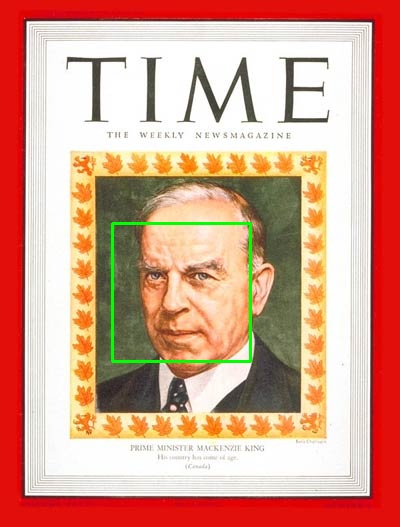 TIME
THE WEEKLY NEWSMAGAZINE
PRIME MINISTER MACKENZIE KING
His country has come of age.
(Canada)